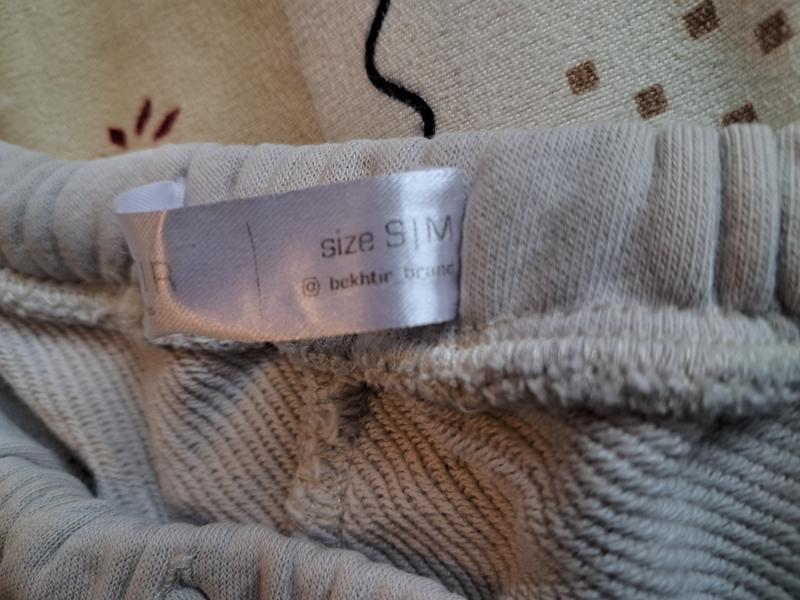 R
size S|M
@ bekhtir_brand